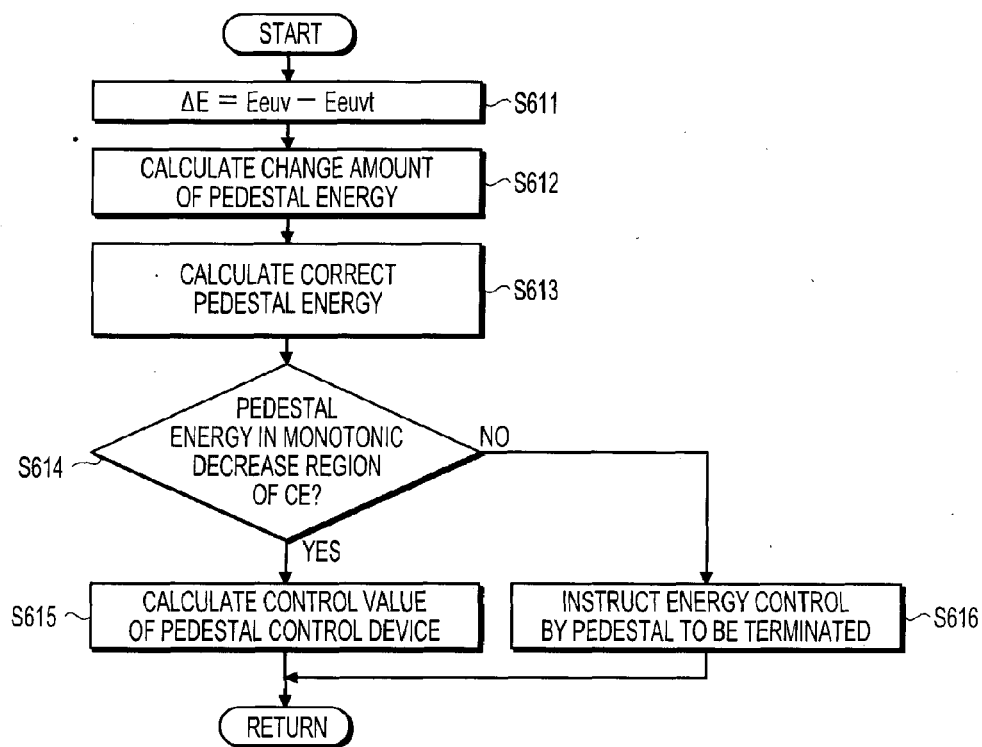 START
ΔE = Eeuv − Eeuvt
S611
CALCULATE CHANGE AMOUNT
OF PEDESTAL ENERGY
S612
CALCULATE CORRECT
PEDESTAL ENERGY
S613
PEDESTAL
ENERGY IN MONOTONIC
DECREASE REGION
OF CE?
S614
NO
YES
CALCULATE CONTROL VALUE
OF PEDESTAL CONTROL DEVICE
S615
INSTRUCT ENERGY CONTROL
BY PEDESTAL TO BE TERMINATED
S616
RETURN